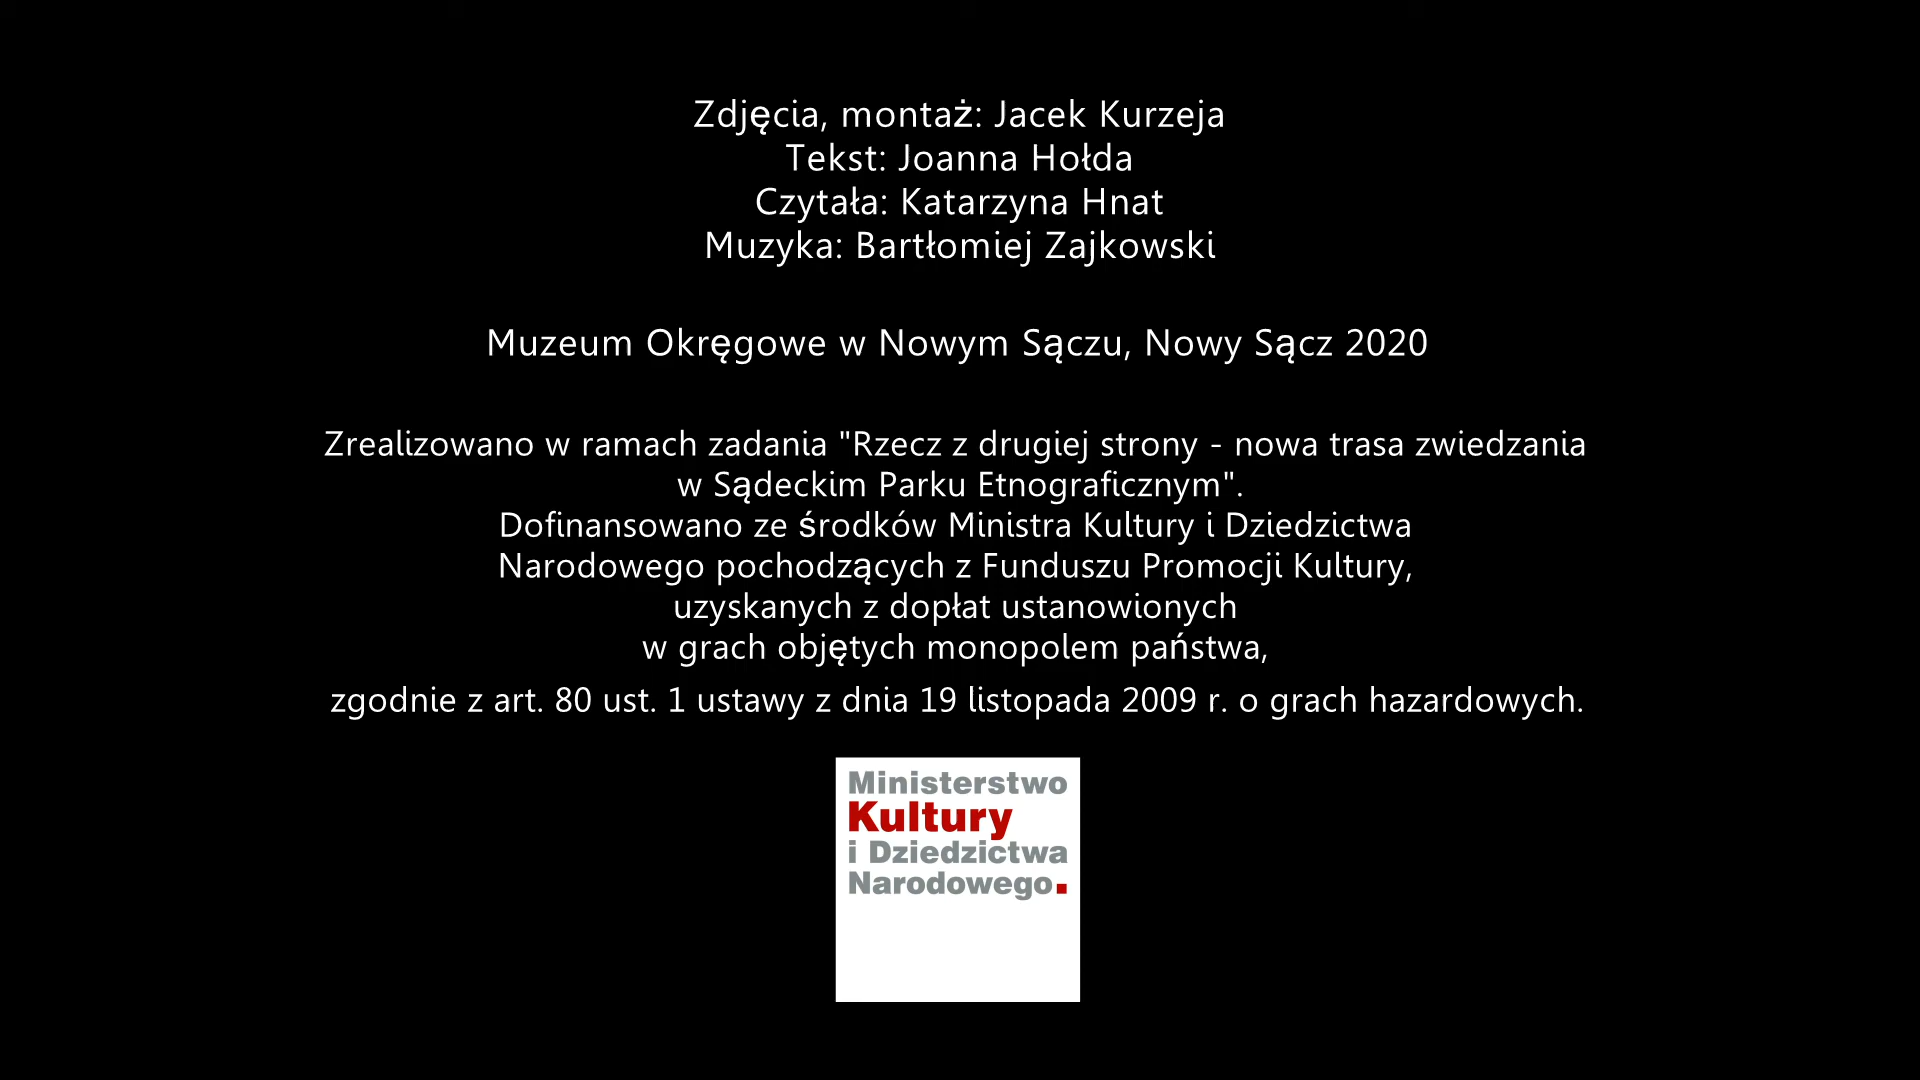 Zdjęcia, montaż: Jacek Kurzeja
Tekst: Joanna Hołda
Czytała: Katarzyna Hnat
Muzyka: Bartłomiej Zajkowski
Muzeum Okręgowe w Nowym Sączu, Nowy Sącz 2020
Zrealizowano w ramach zadania "Rzecz z drugiej strony - nowa trasa zwiedzania
w Sądeckim Parku Etnograficznym".
Dofinansowano ze środków Ministra Kultury i Dziedzictwa
Narodowego pochodzących z Funduszu Promocji Kultury,
uzyskanych z dopłat ustanowionych
w grach objętych monopolem państwa,
zgodnie z art. 80 ust. 1 ustawy z dnia 19 listopada 2009 r. o grach hazardowych.
Ministerstwo
Kultury
i Dziedzictwa
Narodowego.